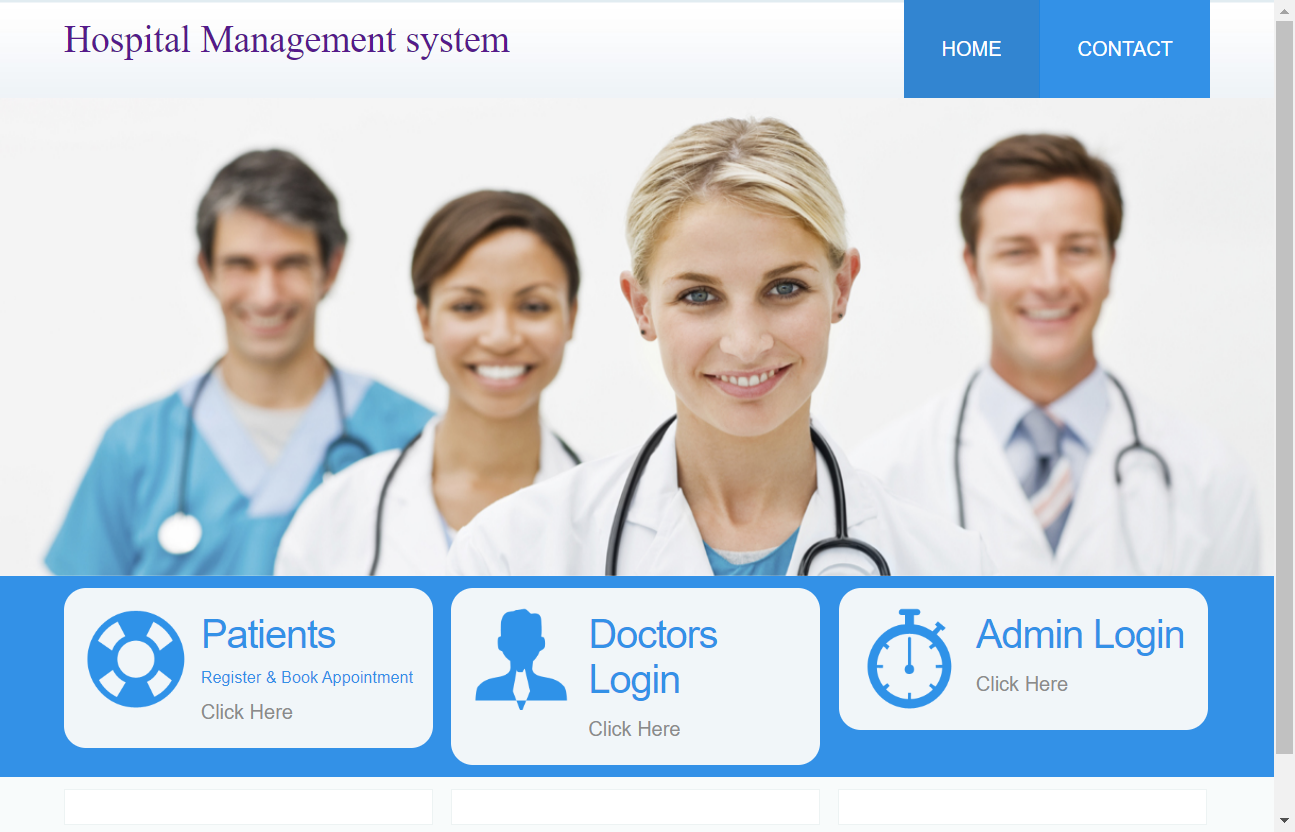 Hospital Management system
HOME
CONTACT
Patients
Register & Book Appointment
Click Here
Doctors
Login
Click Here
Admin Login
Click Here